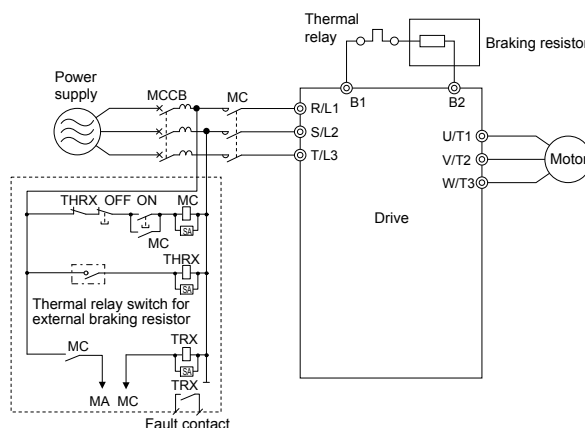 Thermal
relay
Braking resistor
Power
supply
MCCB
MC
B1
B2
R/L1
S/L2
T/L3
U/T1
V/T2
W/T3
Motor
Drive
THRX OFF ON
MC
SA
MC
THRX
SA
Thermal relay switch for
external braking resistor
MC
TRX
SA
MA MC
TRX
Fault contact